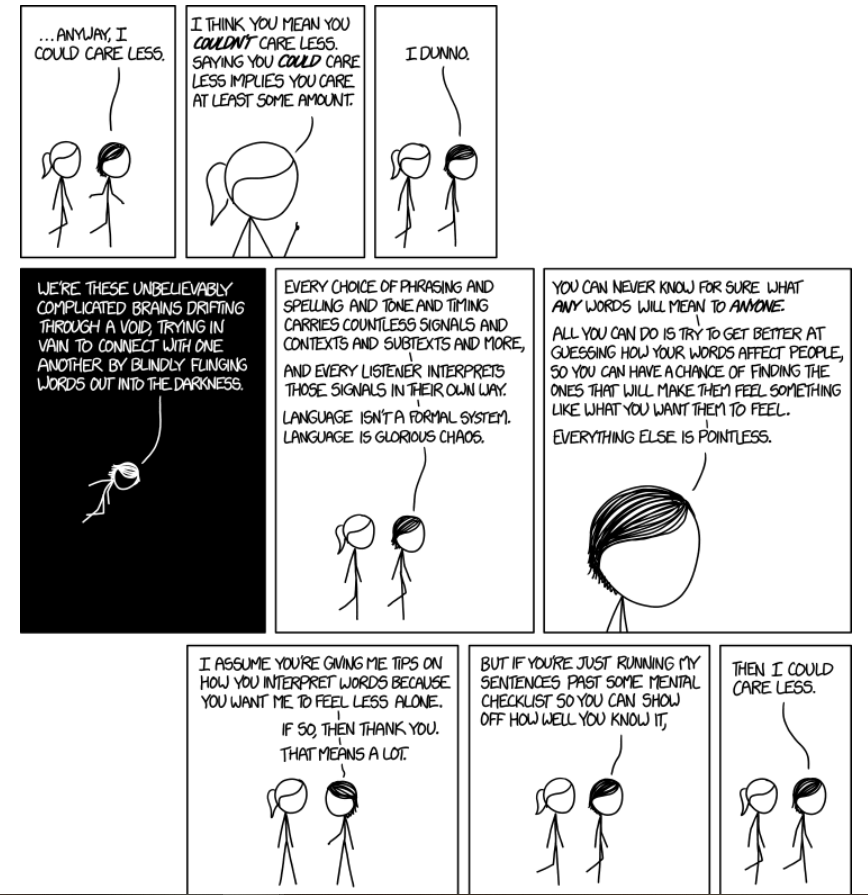 ...ANYWAY, I
COULD CARE LESS.
I THINK YOU MEAN YOU
COULDN'T CARE LESS.
SAYING YOU COULD CARE
LESS IMPLIES YOU CARE
AT LEAST SOME AMOUNT.
I DUNNO.
WE'RE THESE UNBELIEVABLY
COMPLICATED BRAINS DRIFTING
THROUGH A VOID, TRYING IN
VAIN TO CONNECT WITH ONE
ANOTHER BY BLINDLY FLINGING
WORDS OUT INTO THE DARKNESS.
EVERY CHOICE OF PHRASING AND
SPELLING AND TONE AND TIMING
CARRIES COUNTLESS SIGNALS AND
CONTEXTS AND SUBTEXTS AND MORE,
AND EVERY LISTENER INTERPRETS
THOSE SIGNALS IN THEIR OWN WAY.
LANGUAGE ISN'T A FORMAL SYSTEM.
LANGUAGE IS GLORIOUS CHAOS.
YOU CAN NEVER KNOW FOR SURE WHAT
ANY WORDS WILL MEAN TO ANYONE.
ALL YOU CAN DO IS TRY TO GET BETTER AT
GUESSING HOW YOUR WORDS AFFECT PEOPLE,
SO YOU CAN HAVE A CHANCE OF FINDING THE
ONES THAT WILL MAKE THEM FEEL SOMETHING
LIKE WHAT YOU WANT THEM TO FEEL.
EVERYTHING ELSE IS POINTLESS.
I ASSUME YOU'RE GIVING ME TIPS ON
HOW YOU INTERPRET WORDS BECAUSE
YOU WANT ME TO FEEL LESS ALONE.
IF SO, THEN THANK YOU.
THAT MEANS A LOT.
BUT IF YOU'RE JUST RUNNING MY
SENTENCES PAST SOME MENTAL
CHECKLIST SO YOU CAN SHOW
OFF HOW WELL YOU KNOW IT,
THEN I COULD
CARE LESS.